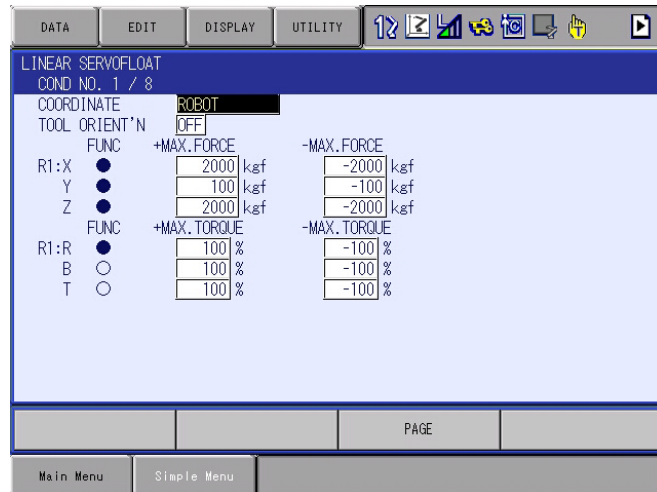 DATA EDIT DISPLAY UTILITY
LINEAR SERVOFLOAT
COND NO. 1 / 8
COORDINATE ROBOT
TOOL ORIENT'N OFF
FUNC +MAX.FORCE -MAX.FORCE
R1:X 2000 kgf -2000 kgf
Y 100 kgf -100 kgf
Z 2000 kgf -2000 kgf
FUNC +MAX.TORQUE -MAX.TORQUE
R1:R 100 % -100 %
B 100 % -100 %
T 100 % -100 %
PAGE
Main Menu Simple Menu